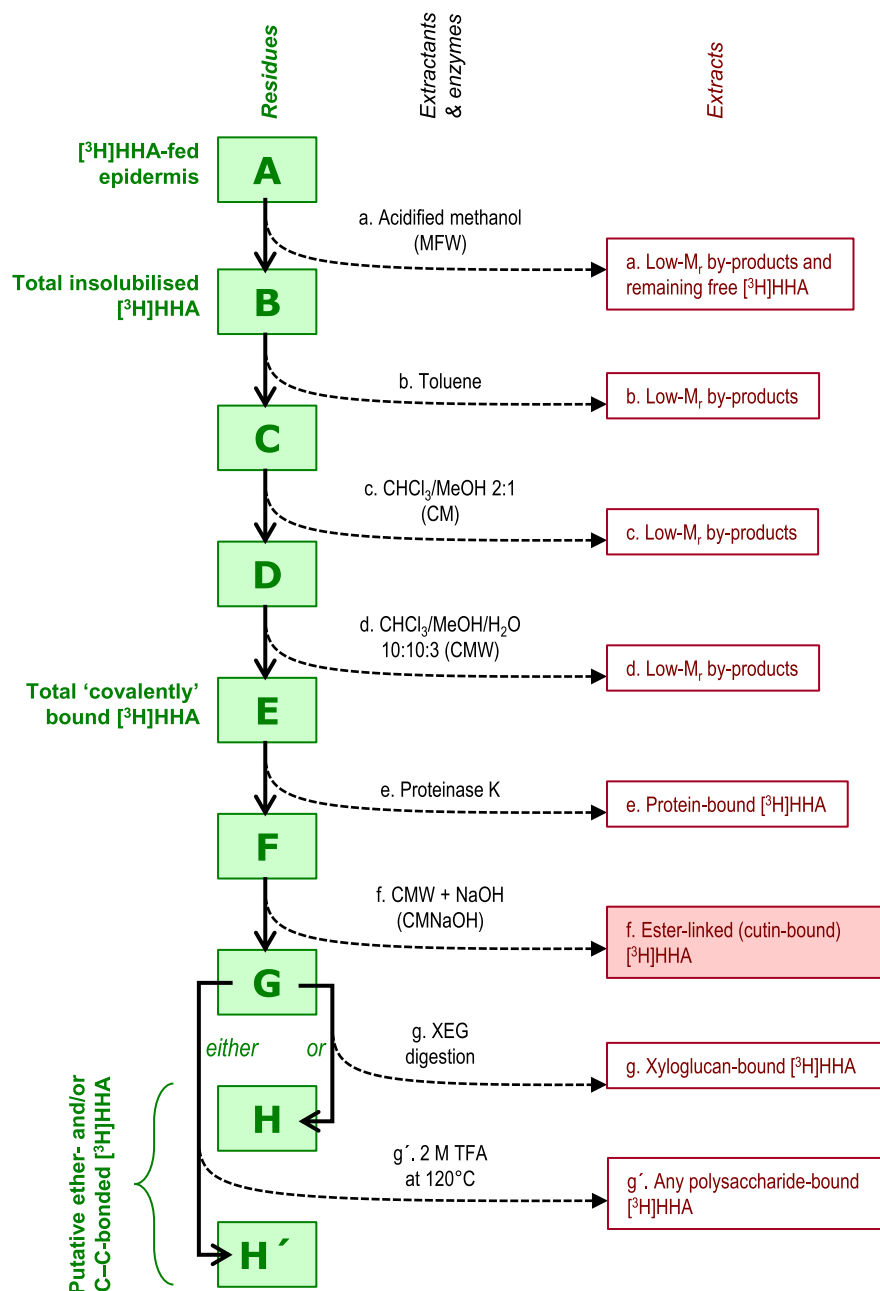 Residues
Extractants
& enzymes
Extracts
[³H]HHA-fed
epidermis
A
a. Acidified methanol
(MFW)
a. Low-Mᵣ by-products and
remaining free [³H]HHA
Total insolubilised
[³H]HHA
B
b. Toluene
b. Low-Mᵣ by-products
C
c. CHCl₃/MeOH 2:1
(CM)
c. Low-Mᵣ by-products
D
d. CHCl₃/MeOH/H₂O
10:10:3 (CMW)
d. Low-Mᵣ by-products
Total ‘covalently’
bound [³H]HHA
E
e. Proteinase K
e. Protein-bound [³H]HHA
F
f. CMW + NaOH
(CMNaOH)
f. Ester-linked (cutin-bound)
[³H]HHA
G
either or
g. XEG
digestion
g. Xyloglucan-bound [³H]HHA
H
Putative ether- and/or
C–C-bonded [³H]HHA
g´. 2 M TFA
at 120°C
g´. Any polysaccharide-bound
[³H]HHA
H´